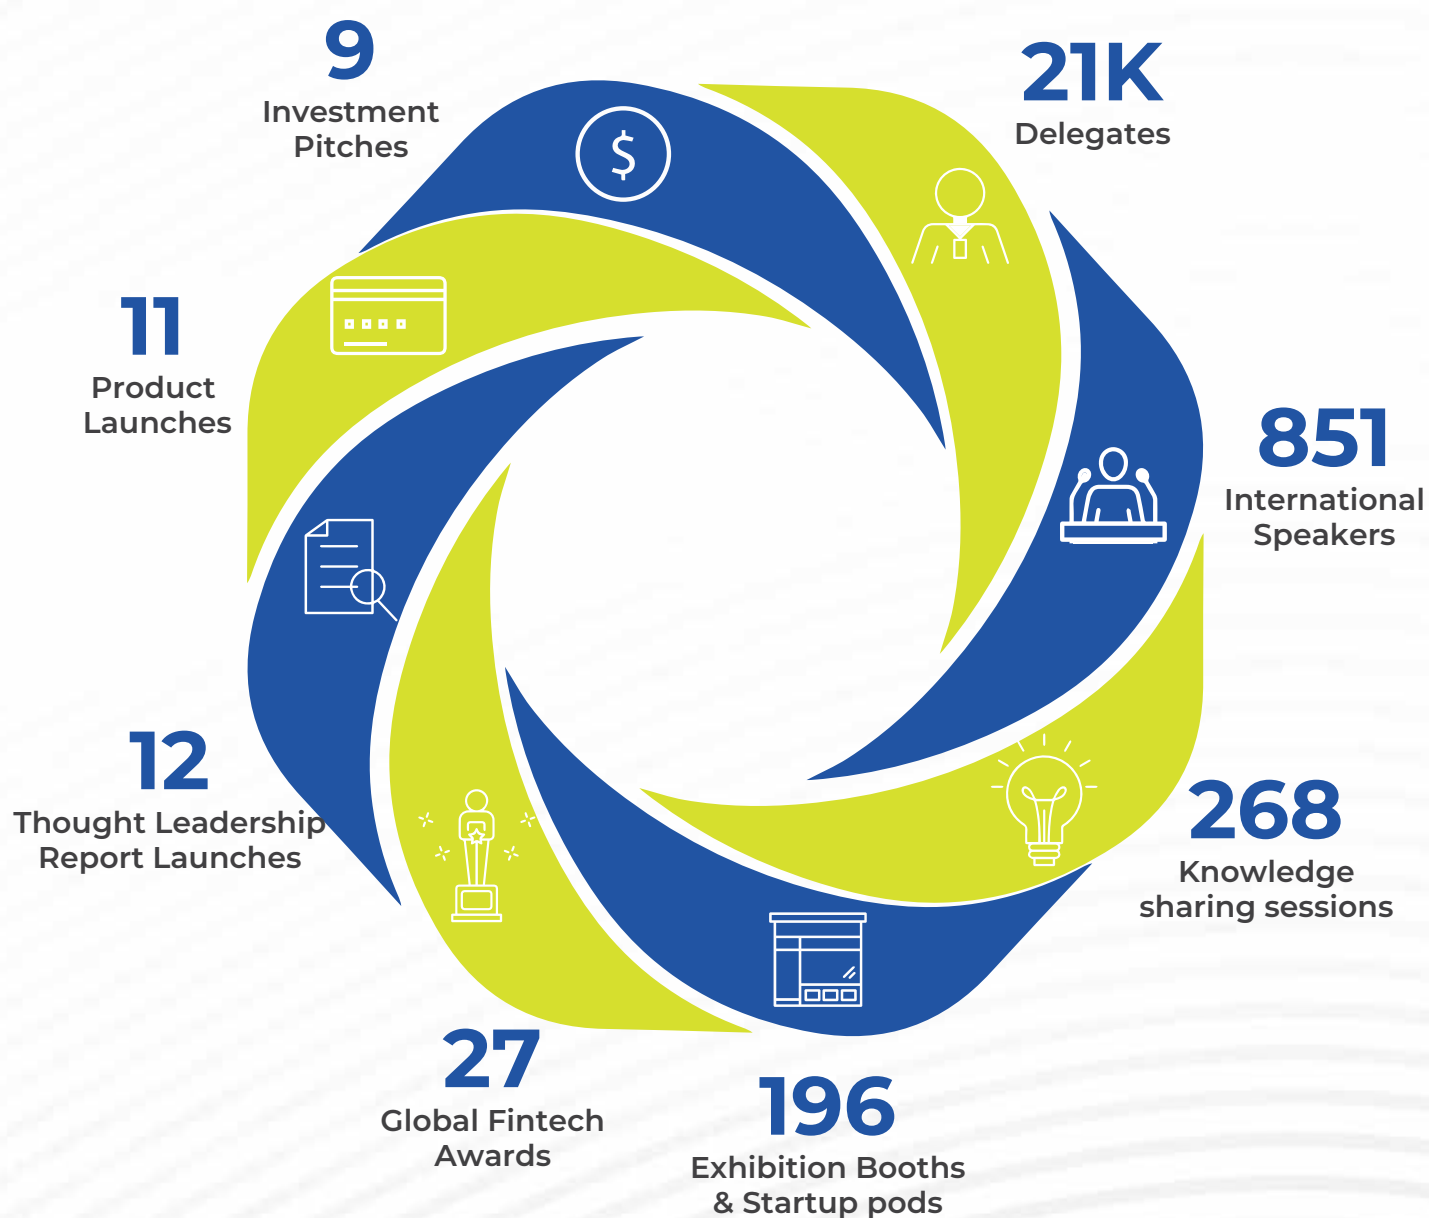 9
Investment
Pitches
21K
Delegates
851
International
Speakers
268
Knowledge
sharing sessions
196
Exhibition Booths
& Startup pods
27
Global Fintech
Awards
12
Thought Leadership
Report Launches
11
Product
Launches
$